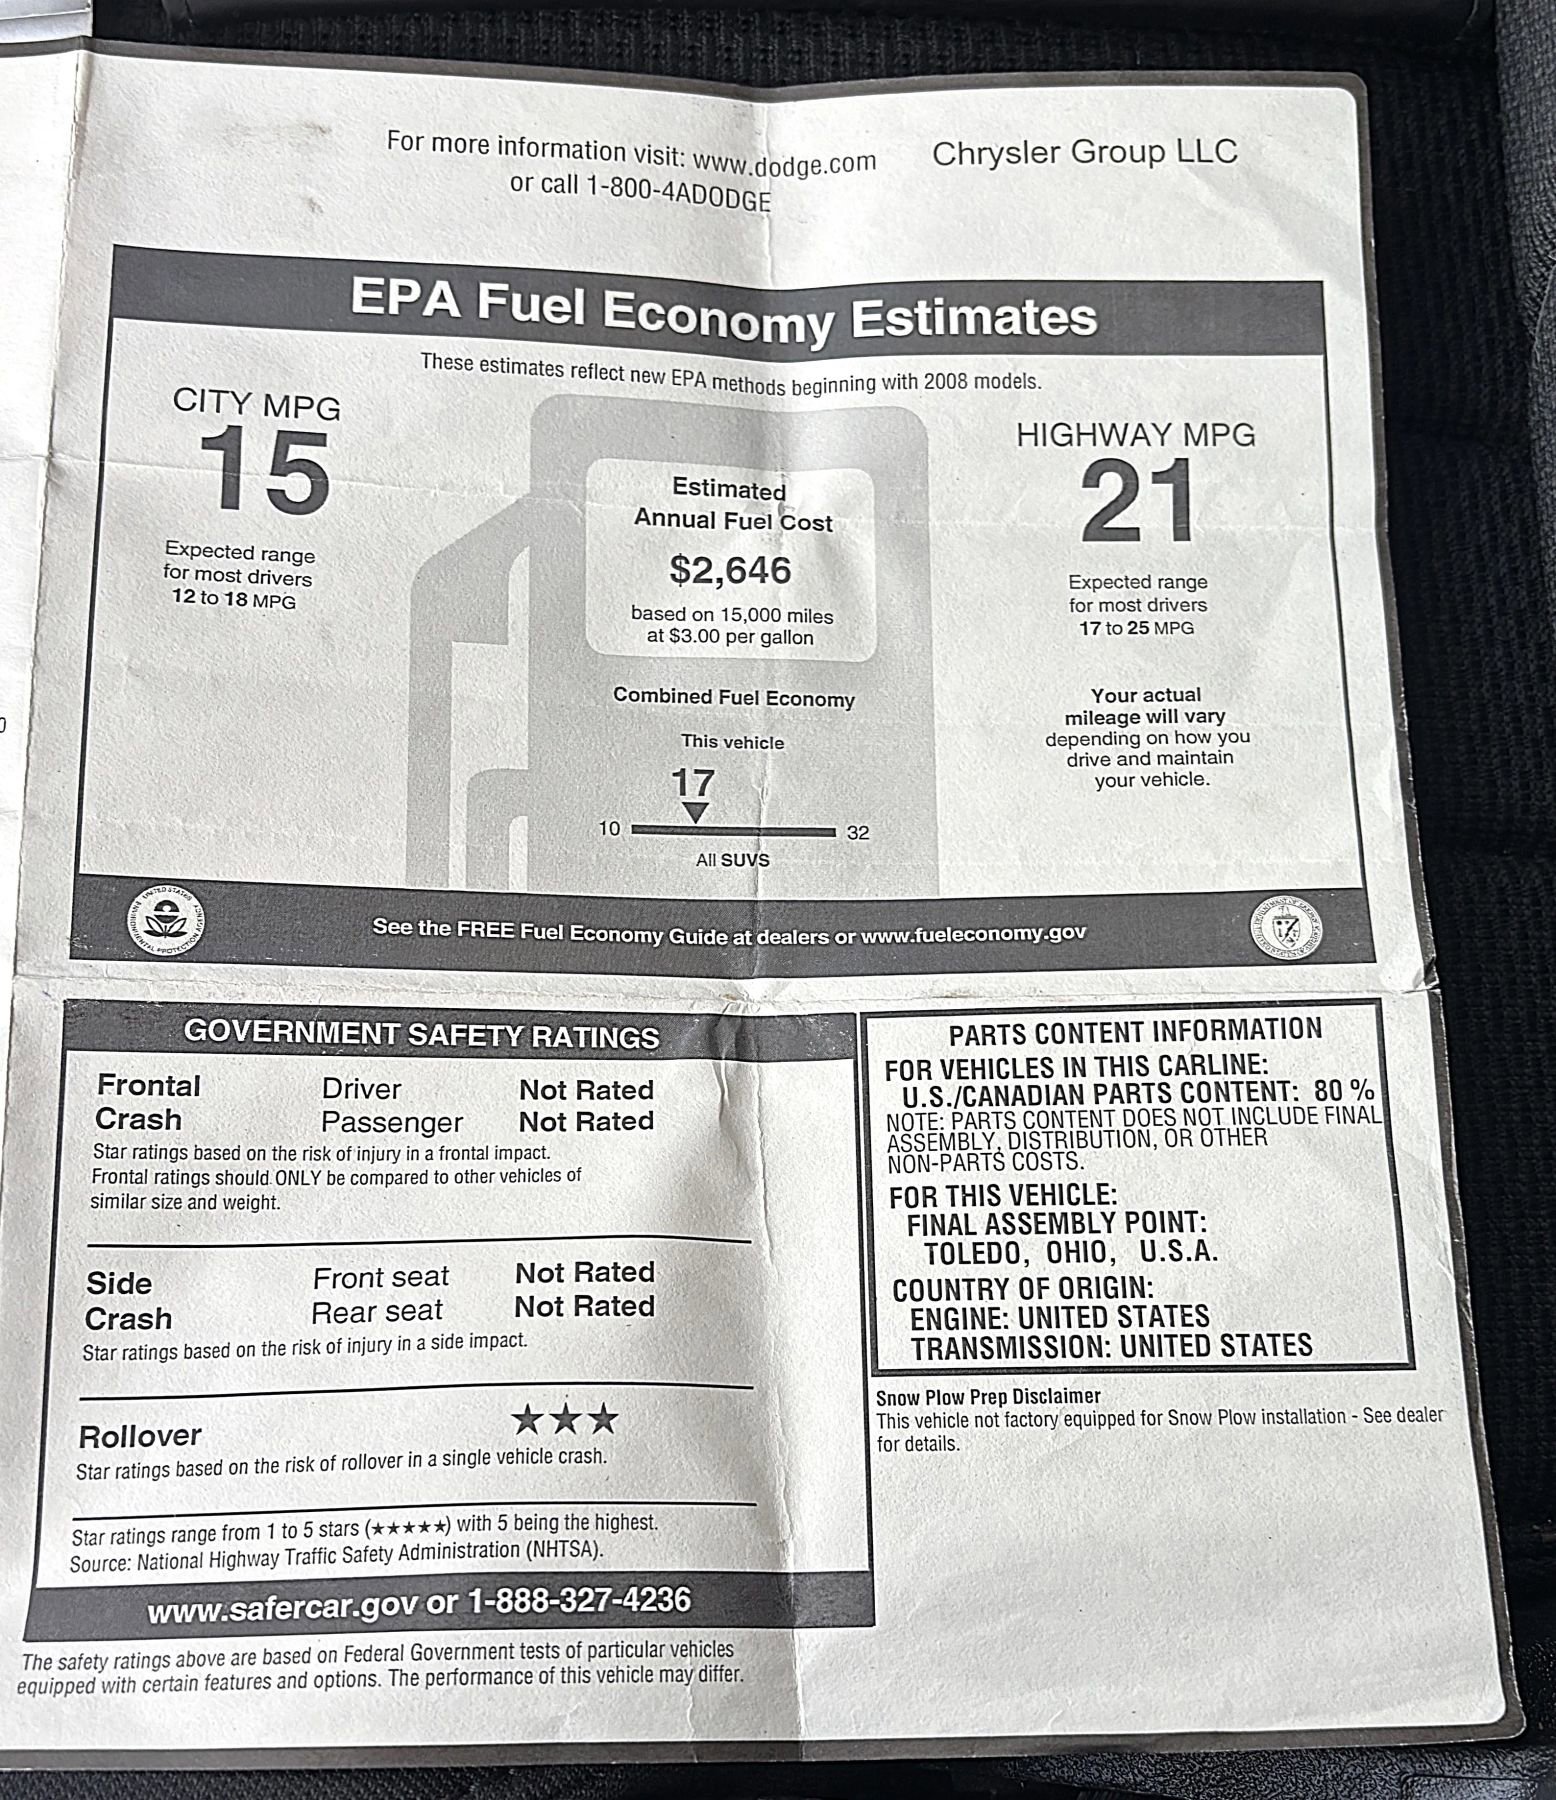 For more information visit: www.dodge.com
or call 1-800-4ADODGE
Chrysler Group LLC
EPA Fuel Economy Estimates
These estimates reflect new EPA methods beginning with 2008 models.
CITY MPG
15
Expected range
for most drivers
12 to 18 MPG
Estimated
Annual Fuel Cost
$2,646
based on 15,000 miles
at $3.00 per gallon
Combined Fuel Economy
This vehicle
17
10 32
All SUVS
HIGHWAY MPG
21
Expected range
for most drivers
17 to 25 MPG
Your actual
mileage will vary
depending on how you
drive and maintain
your vehicle.
See the FREE Fuel Economy Guide at dealers or www.fueleconomy.gov
GOVERNMENT SAFETY RATINGS
Frontal Driver Not Rated
Crash Passenger Not Rated
Star ratings based on the risk of injury in a frontal impact.
Frontal ratings should ONLY be compared to other vehicles of
similar size and weight.
Side Front seat Not Rated
Crash Rear seat Not Rated
Star ratings based on the risk of injury in a side impact.
Rollover ★★★
Star ratings based on the risk of rollover in a single vehicle crash.
Star ratings range from 1 to 5 stars (★★★★★) with 5 being the highest.
Source: National Highway Traffic Safety Administration (NHTSA).
www.safercar.gov or 1-888-327-4236
The safety ratings above are based on Federal Government tests of particular vehicles
equipped with certain features and options. The performance of this vehicle may differ.
PARTS CONTENT INFORMATION
FOR VEHICLES IN THIS CARLINE:
U.S./CANADIAN PARTS CONTENT: 80 %
NOTE: PARTS CONTENT DOES NOT INCLUDE FINAL
ASSEMBLY, DISTRIBUTION, OR OTHER
NON-PARTS COSTS.
FOR THIS VEHICLE:
FINAL ASSEMBLY POINT:
TOLEDO, OHIO, U.S.A.
COUNTRY OF ORIGIN:
ENGINE: UNITED STATES
TRANSMISSION: UNITED STATES
Snow Plow Prep Disclaimer
This vehicle not factory equipped for Snow Plow installation - See dealer
for details.